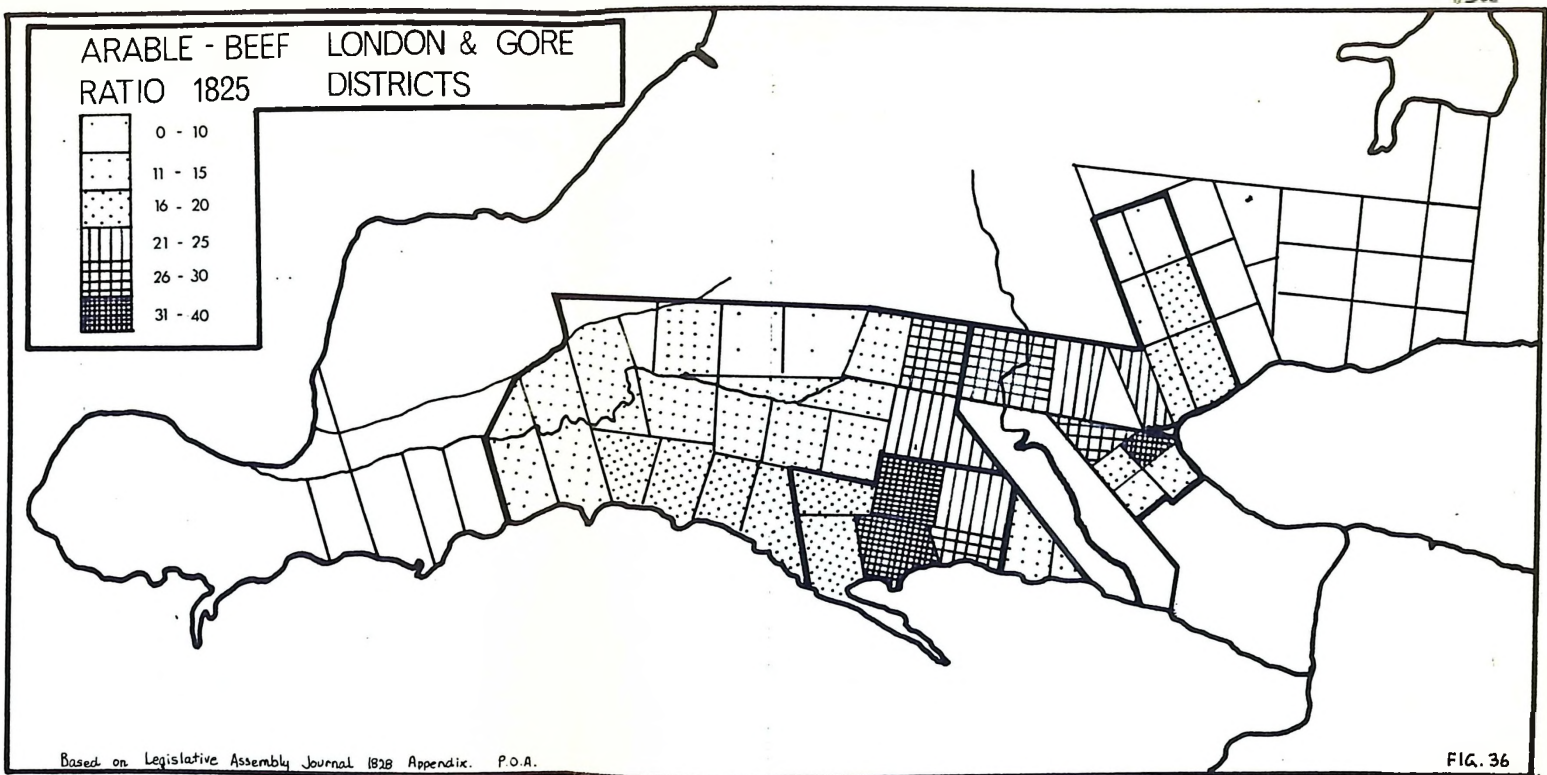 ARABLE - BEEF LONDON & GORE
RATIO 1825 DISTRICTS
0 - 10
11 - 15
16 - 20
21 - 25
26 - 30
31 - 40
Based on Legislative Assembly Journal 1828 Appendix. P.O.A.
FIG. 36